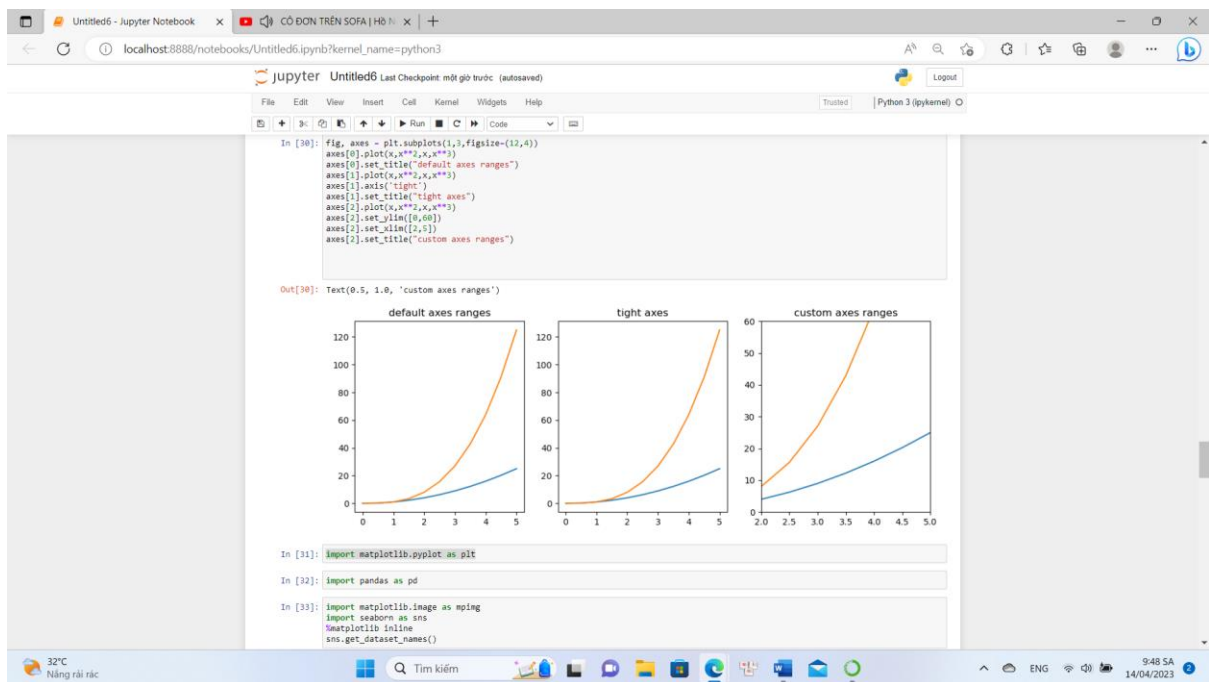 Untitled6 - Jupyter Notebook
CÔ ĐƠN TRÊN SOFA | Hồ N
localhost:8888/notebooks/Untitled6.ipynb?kernel_name=python3
jupyter Untitled6 Last Checkpoint: một giờ trước (autosaved)
Logout
File Edit View Insert Cell Kernel Widgets Help
Trusted
Python 3 (ipykernel)
Run
Code
In [30]: fig, axes = plt.subplots(1,3,figsize=(12,4))
axes[0].plot(x,x**2,x,x**3)
axes[0].set_title("default axes ranges")
axes[1].plot(x,x**2,x,x**3)
axes[1].axis('tight')
axes[1].set_title("tight axes")
axes[2].plot(x,x**2,x,x**3)
axes[2].set_ylim([0,60])
axes[2].set_xlim([2,5])
axes[2].set_title("custom axes ranges")
Out[30]: Text(0.5, 1.0, 'custom axes ranges')
default axes ranges
120
100
80
60
40
20
0
0 1 2 3 4 5
tight axes
120
100
80
60
40
20
0
0 1 2 3 4 5
custom axes ranges
60
50
40
30
20
10
0
2.0 2.5 3.0 3.5 4.0 4.5 5.0
In [31]: import matplotlib.pyplot as plt
In [32]: import pandas as pd
In [33]: import matplotlib.image as mpimg
import seaborn as sns
%matplotlib inline
sns.get_dataset_names()
32°C
Nắng rải rác
Tìm kiếm
ENG
9:48 SA
14/04/2023
2